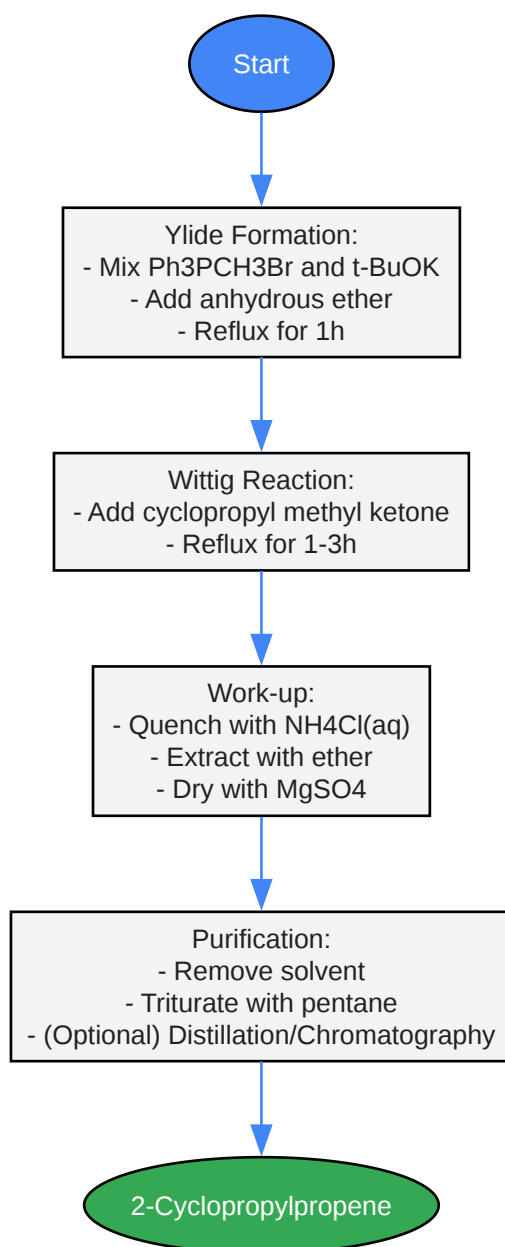 Start
Ylide Formation:
- Mix Ph3PCH3Br and t-BuOK
- Add anhydrous ether
- Reflux for 1h
Wittig Reaction:
- Add cyclopropyl methyl ketone
- Reflux for 1-3h
Work-up:
- Quench with NH4Cl(aq)
- Extract with ether
- Dry with MgSO4
Purification:
- Remove solvent
- Triturate with pentane
- (Optional) Distillation/Chromatography
2-Cyclopropylpropene